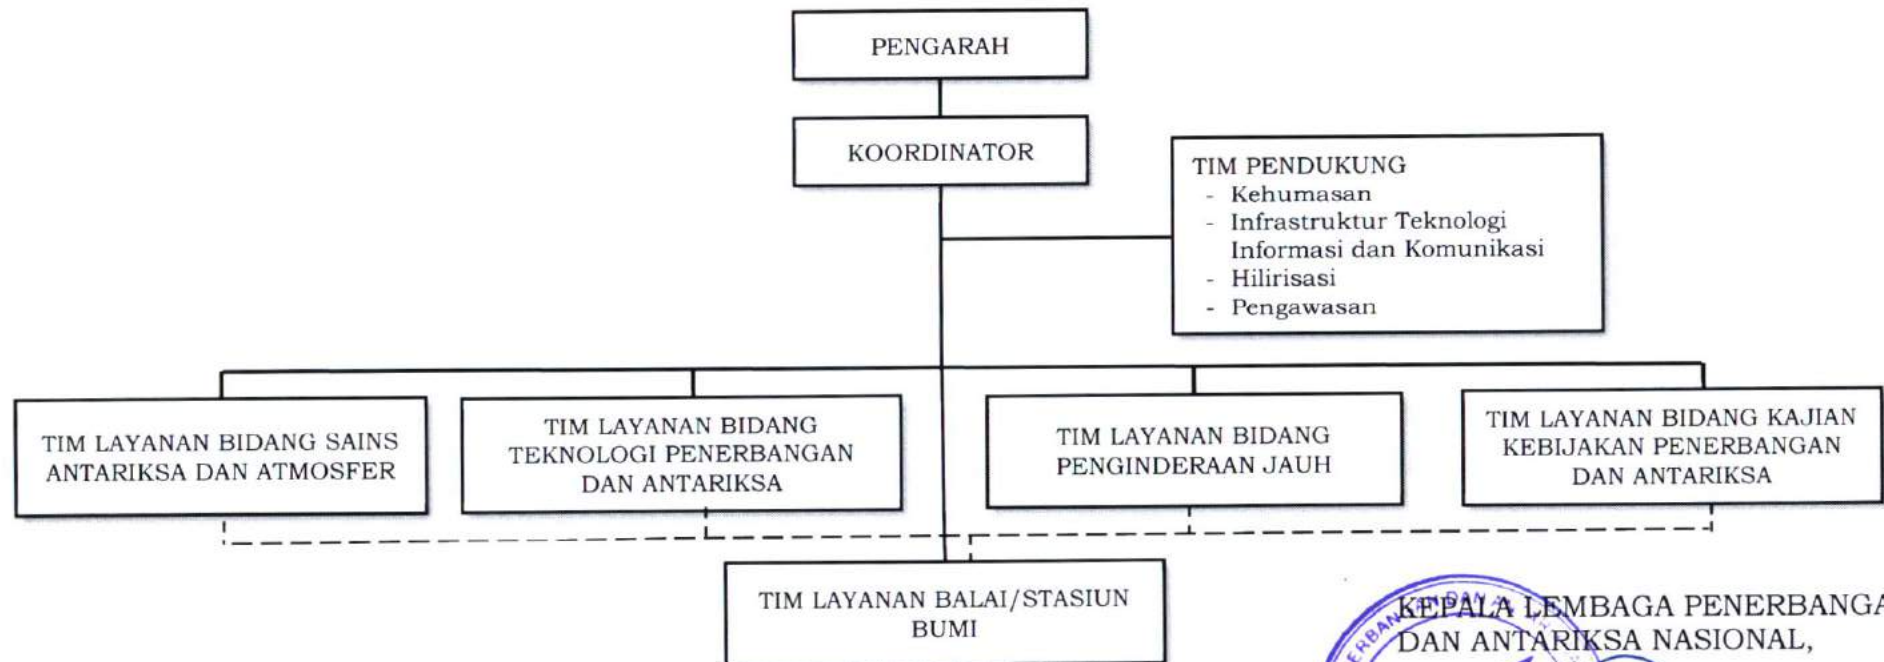 PENGARAH
KOORDINATOR
TIM PENDUKUNG
- Kehumasan
- Infrastruktur Teknologi
Informasi dan Komunikasi
- Hilirisasi
- Pengawasan
TIM LAYANAN BIDANG SAINS
ANTARIKSA DAN ATMOSFER
TIM LAYANAN BIDANG
TEKNOLOGI PENERBANGAN
DAN ANTARIKSA
TIM LAYANAN BIDANG
PENGINDERAAN JAUH
TIM LAYANAN BIDANG KAJIAN
KEBIJAKAN PENERBANGAN
DAN ANTARIKSA
TIM LAYANAN BALAI/STASIUN
BUMI
KEPALA LEMBAGA PENERBANGA
DAN ANTARIKSA NASIONAL,